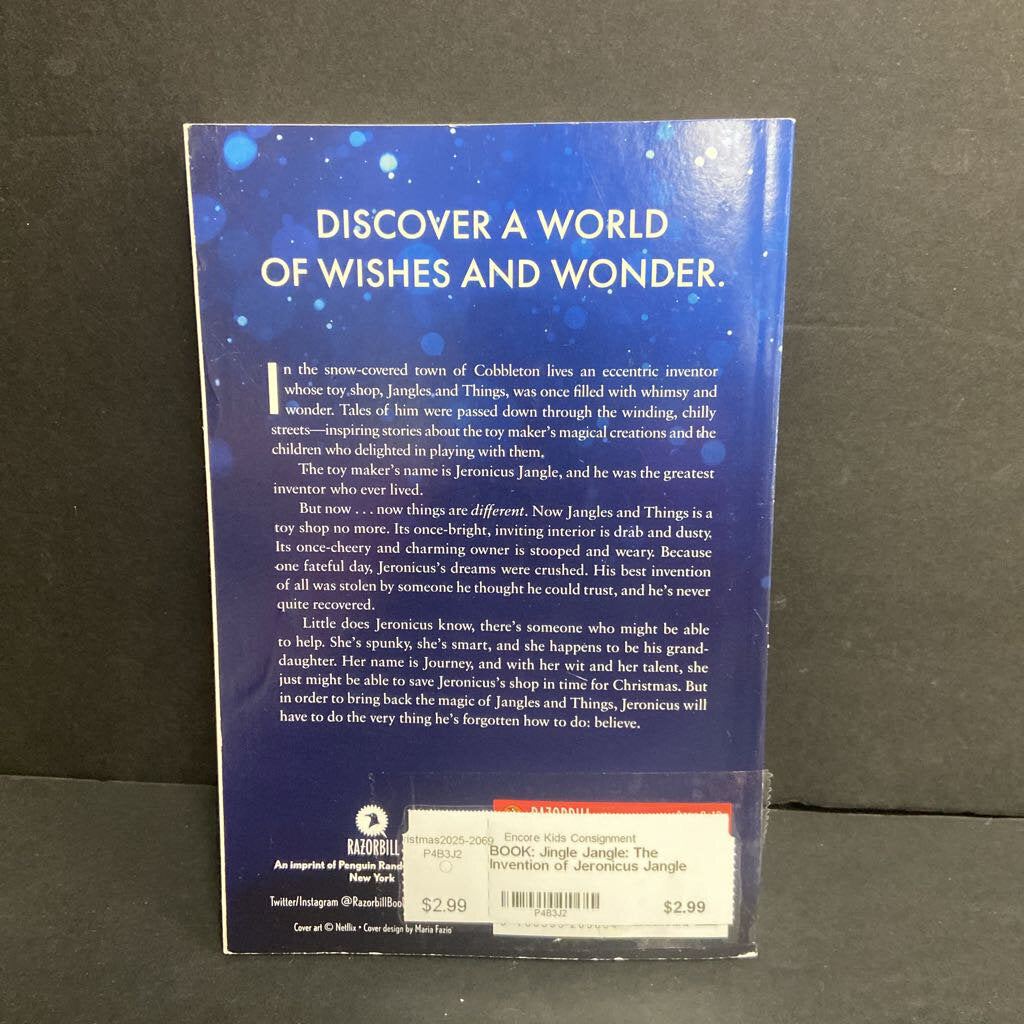 DISCOVER A WORLD
OF WISHES AND WONDER.
In the snow-covered town of Cobbleton lives an eccentric inventor
whose toy shop, Jangles and Things, was once filled with whimsy and
wonder. Tales of him were passed down through the winding, chilly
streets—inspiring stories about the toy maker's magical creations and the
children who delighted in playing with them.
The toy maker's name is Jeronicus Jangle, and he was the greatest
inventor who ever lived.
But now . . . now things are different. Now Jangles and Things is a
toy shop no more. Its once-bright, inviting interior is drab and dusty.
Its once-cheery and charming owner is stooped and weary. Because
one fateful day, Jeronicus's dreams were crushed. His best invention
of all was stolen by someone he thought he could trust, and he's never
quite recovered.
Little does Jeronicus know, there's someone who might be able
to help. She's spunky, she's smart, and she happens to be his grand-
daughter. Her name is Journey, and with her wit and her talent, she
just might be able to save Jeronicus's shop in time for Christmas. But
in order to bring back the magic of Jangles and Things, Jeronicus will
have to do the very thing he's forgotten how to do: believe.
RAZORBILL
An imprint of Penguin Rand
New York
Twitter/Instagram @RazorbillBoo
Cover art © Netflix • Cover design by Maria Fazio
RAZORBILL
ristmas2025-2069
P4B3J2
$2.99
Encore Kids Consignment
BOOK: Jingle Jangle: The
Invention of Jeronicus Jangle
P4B3J2
$2.99